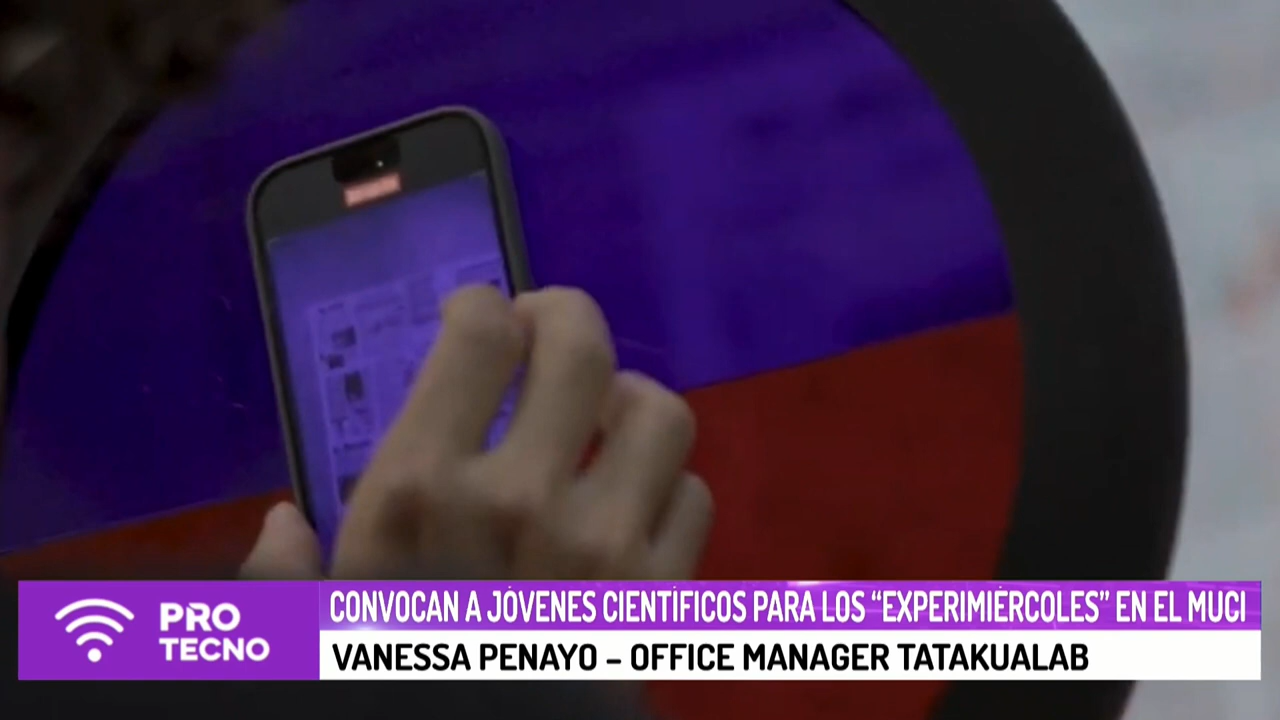 PRO
TECNO
CONVOCAN A JÓVENES CIENTÍFICOS PARA LOS “EXPERIMIÉRCOLES” EN EL MUCI
VANESSA PENAYO – OFFICE MANAGER TATAKUALAB